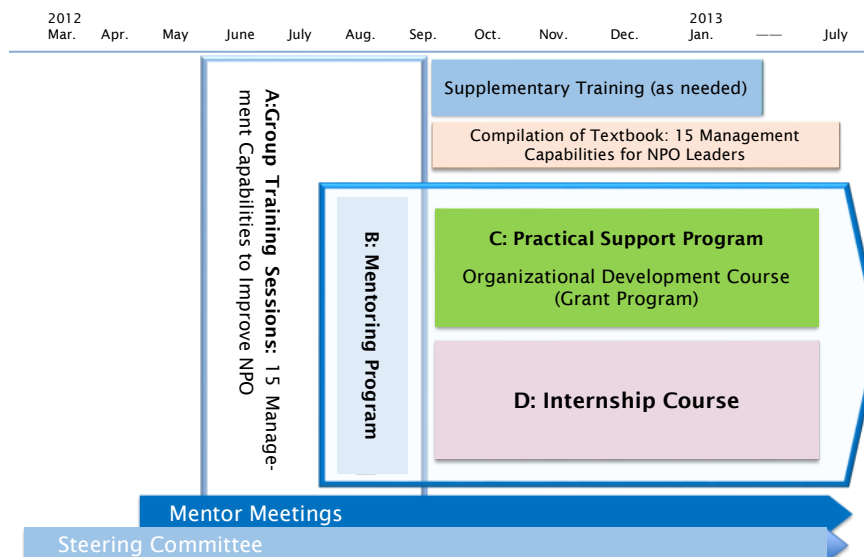 2012
Mar. Apr. May June July Aug. Sep. Oct. Nov. Dec.
2013
Jan. —— July
Supplementary Training (as needed)
Compilation of Textbook: 15 Management
Capabilities for NPO Leaders
A:Group Training Sessions: 15 Manage-
ment Capabilities to Improve NPO
B: Mentoring Program
C: Practical Support Program
Organizational Development Course
(Grant Program)
D: Internship Course
Mentor Meetings
Steering Committee